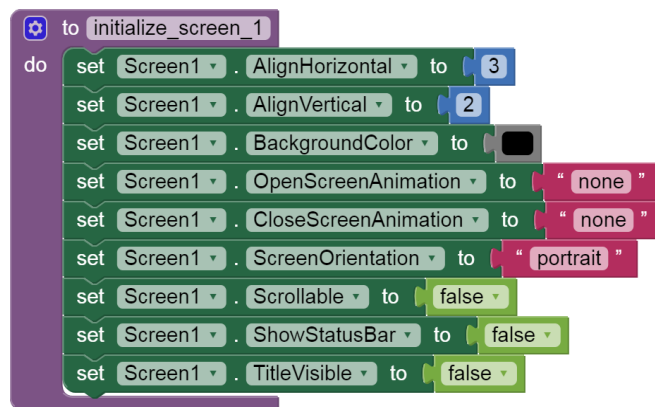 to initialize_screen_1
do set Screen1 . AlignHorizontal to 3
set Screen1 . AlignVertical to 2
set Screen1 . BackgroundColor to
set Screen1 . OpenScreenAnimation to “ none ”
set Screen1 . CloseScreenAnimation to “ none ”
set Screen1 . ScreenOrientation to “ portrait ”
set Screen1 . Scrollable to false
set Screen1 . ShowStatusBar to false
set Screen1 . TitleVisible to false